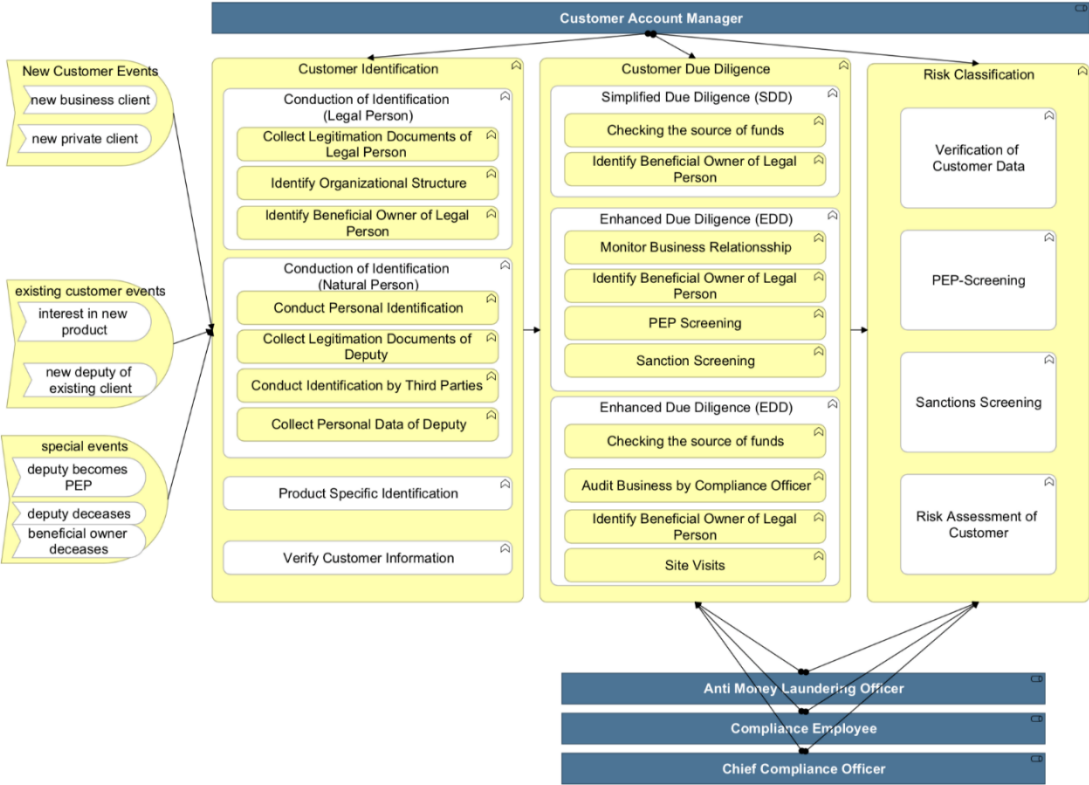 Customer Account Manager
New Customer Events
new business client
new private client
existing customer events
interest in new
product
new deputy of
existing client
special events
deputy becomes
PEP
deputy deceases
beneficial owner
deceases
Customer Identification
Conduction of Identification
(Legal Person)
Collect Legitimation Documents of
Legal Person
Identify Organizational Structure
Identify Beneficial Owner of Legal
Person
Conduction of Identification
(Natural Person)
Conduct Personal Identification
Collect Legitimation Documents of
Deputy
Conduct Identification by Third Parties
Collect Personal Data of Deputy
Product Specific Identification
Verify Customer Information
Customer Due Diligence
Simplified Due Diligence (SDD)
Checking the source of funds
Identify Beneficial Owner of Legal
Person
Enhanced Due Diligence (EDD)
Monitor Business Relationsship
Identify Beneficial Owner of Legal
Person
PEP Screening
Sanction Screening
Enhanced Due Diligence (EDD)
Checking the source of funds
Audit Business by Compliance Officer
Identify Beneficial Owner of Legal
Person
Site Visits
Risk Classification
Verification of
Customer Data
PEP-Screening
Sanctions Screening
Risk Assessment of
Customer
Anti Money Laundering Officer
Compliance Employee
Chief Compliance Officer